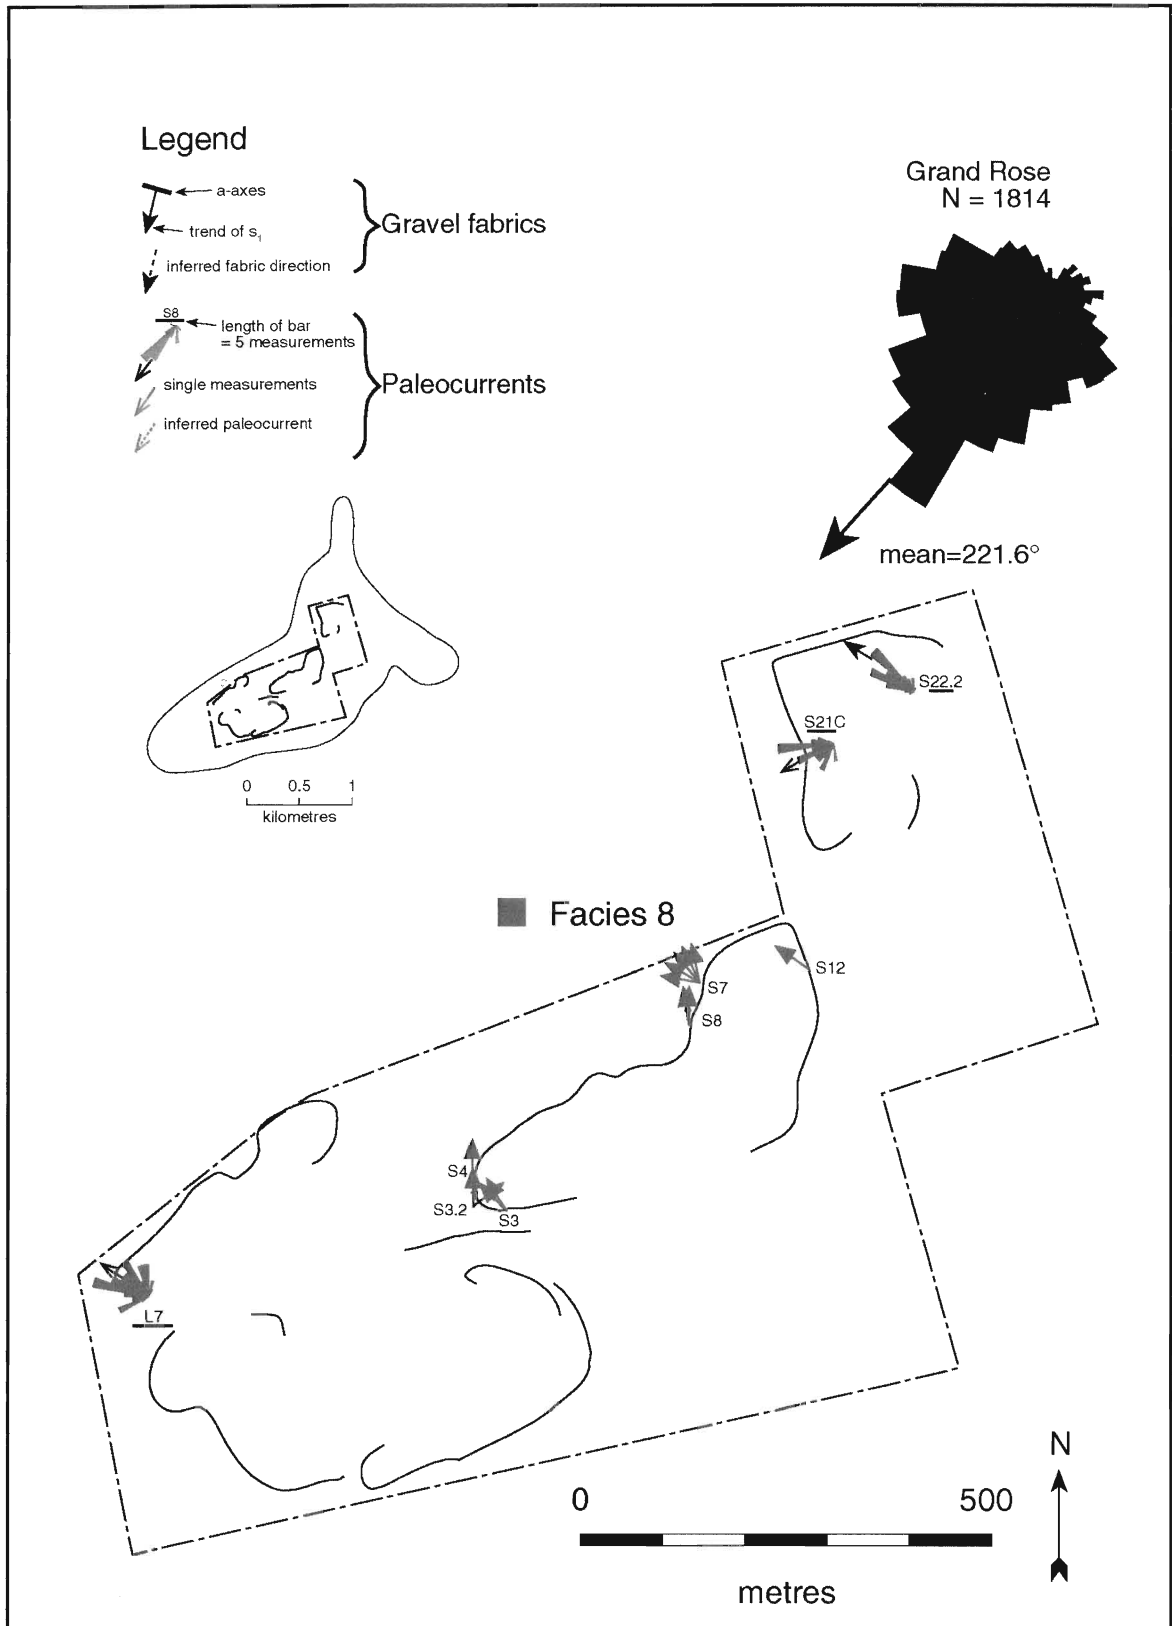 Legend
a-axes
trend of s₁
inferred fabric direction
Gravel fabrics
S8
length of bar
= 5 measurements
single measurements
inferred paleocurrent
Paleocurrents
Grand Rose
N = 1814
mean=221.6°
0 0.5 1
kilometres
S22.2
S21C
Facies 8
S12
S7
S8
S4
S3.2
S3
L7
N
0 500
metres